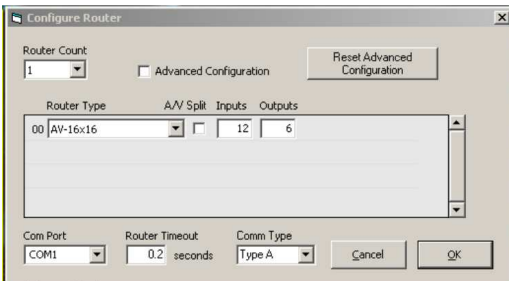 Configure Router
Router Count
1
Advanced Configuration
Reset Advanced
Configuration
Router Type A/V Split Inputs Outputs
00 AV-16x16 12 6
Com Port Router Timeout Comm Type
COM1 0.2 seconds Type A Cancel OK